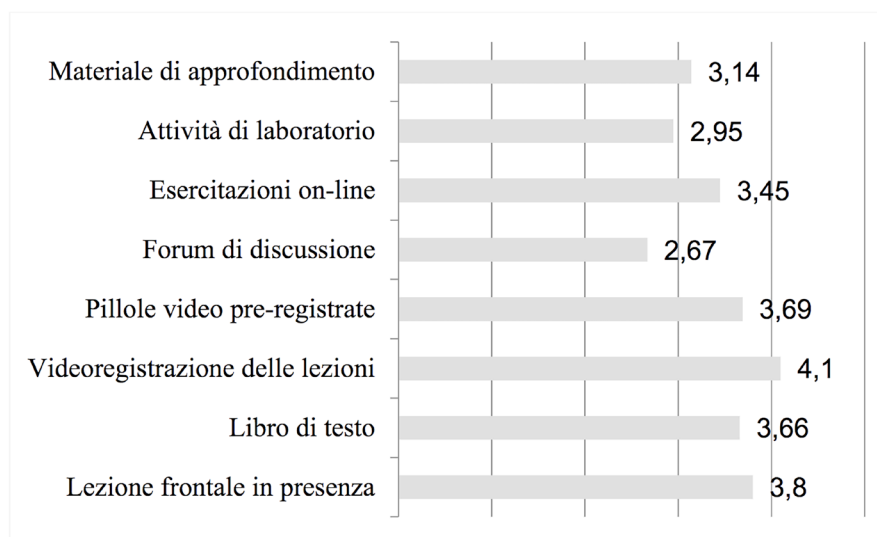 Materiale di approfondimento 3,14
Attività di laboratorio 2,95
Esercitazioni on-line 3,45
Forum di discussione 2,67
Pillole video pre-registrate 3,69
Videoregistrazione delle lezioni 4,1
Libro di testo 3,66
Lezione frontale in presenza 3,8